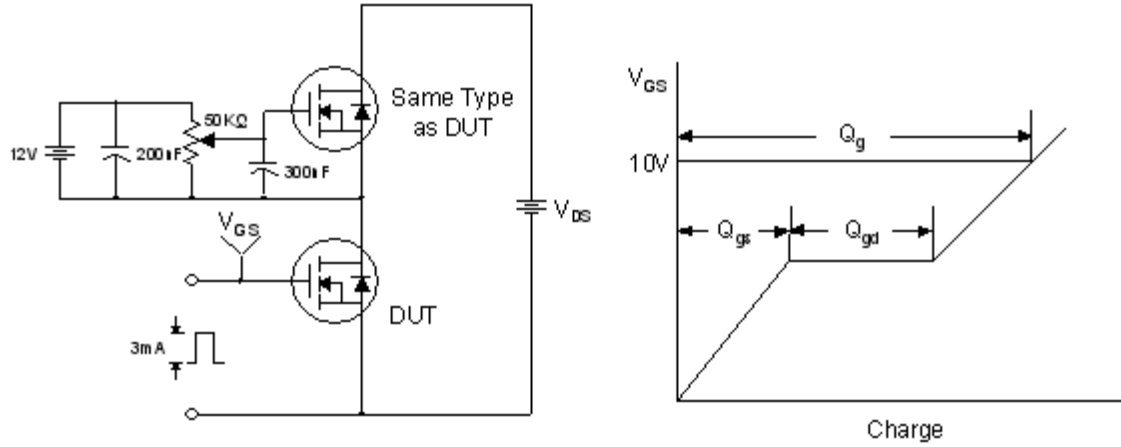 50KΩ
12V
200nF
300nF
Same Type
as DUT
VGS
VDS
DUT
3mA
VGS
10V
Qg
Qgs
Qgd
Charge